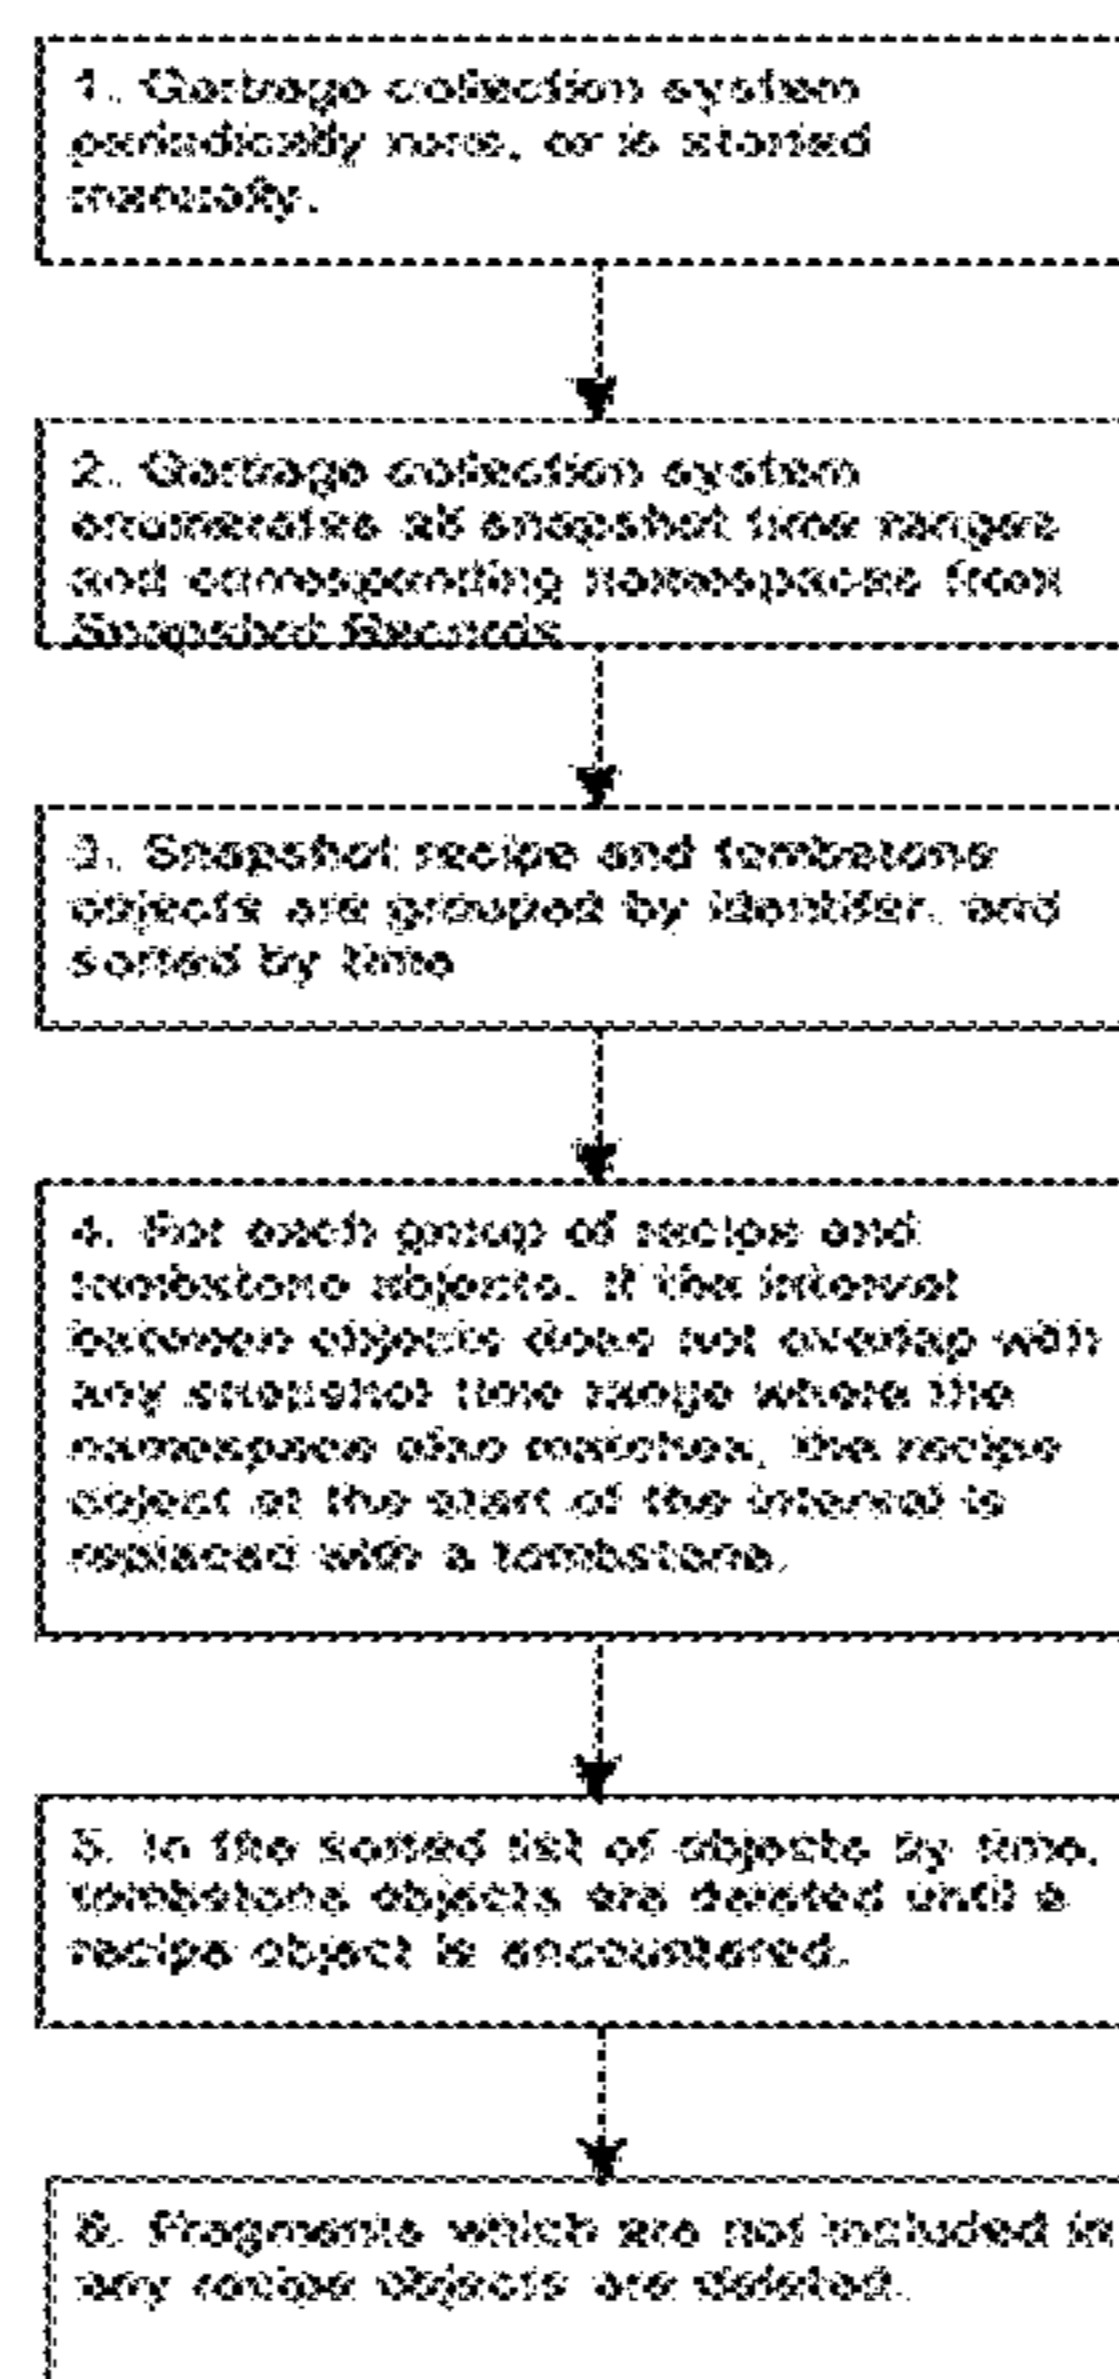 1. Garbage collection system
periodically runs, or is started
manually.
2. Garbage collection system
enumerates all snapshot time ranges
and corresponding namespaces from
Snapshot Records
3. Snapshot recipe and tombstone
objects are grouped by identifer, and
sorted by time
4. For each group of recipe and
tombstone objects, if the interval
between objects does not overlap with
any snapshot time range where the
namespace also matches, the recipe
object at the start of the interval is
replaced with a tombstone.
5. In the sorted list of objects by time,
tombstone objects are deleted until a
recipe object is encountered.
6. Fragments which are not included in
any recipe objects are deleted.